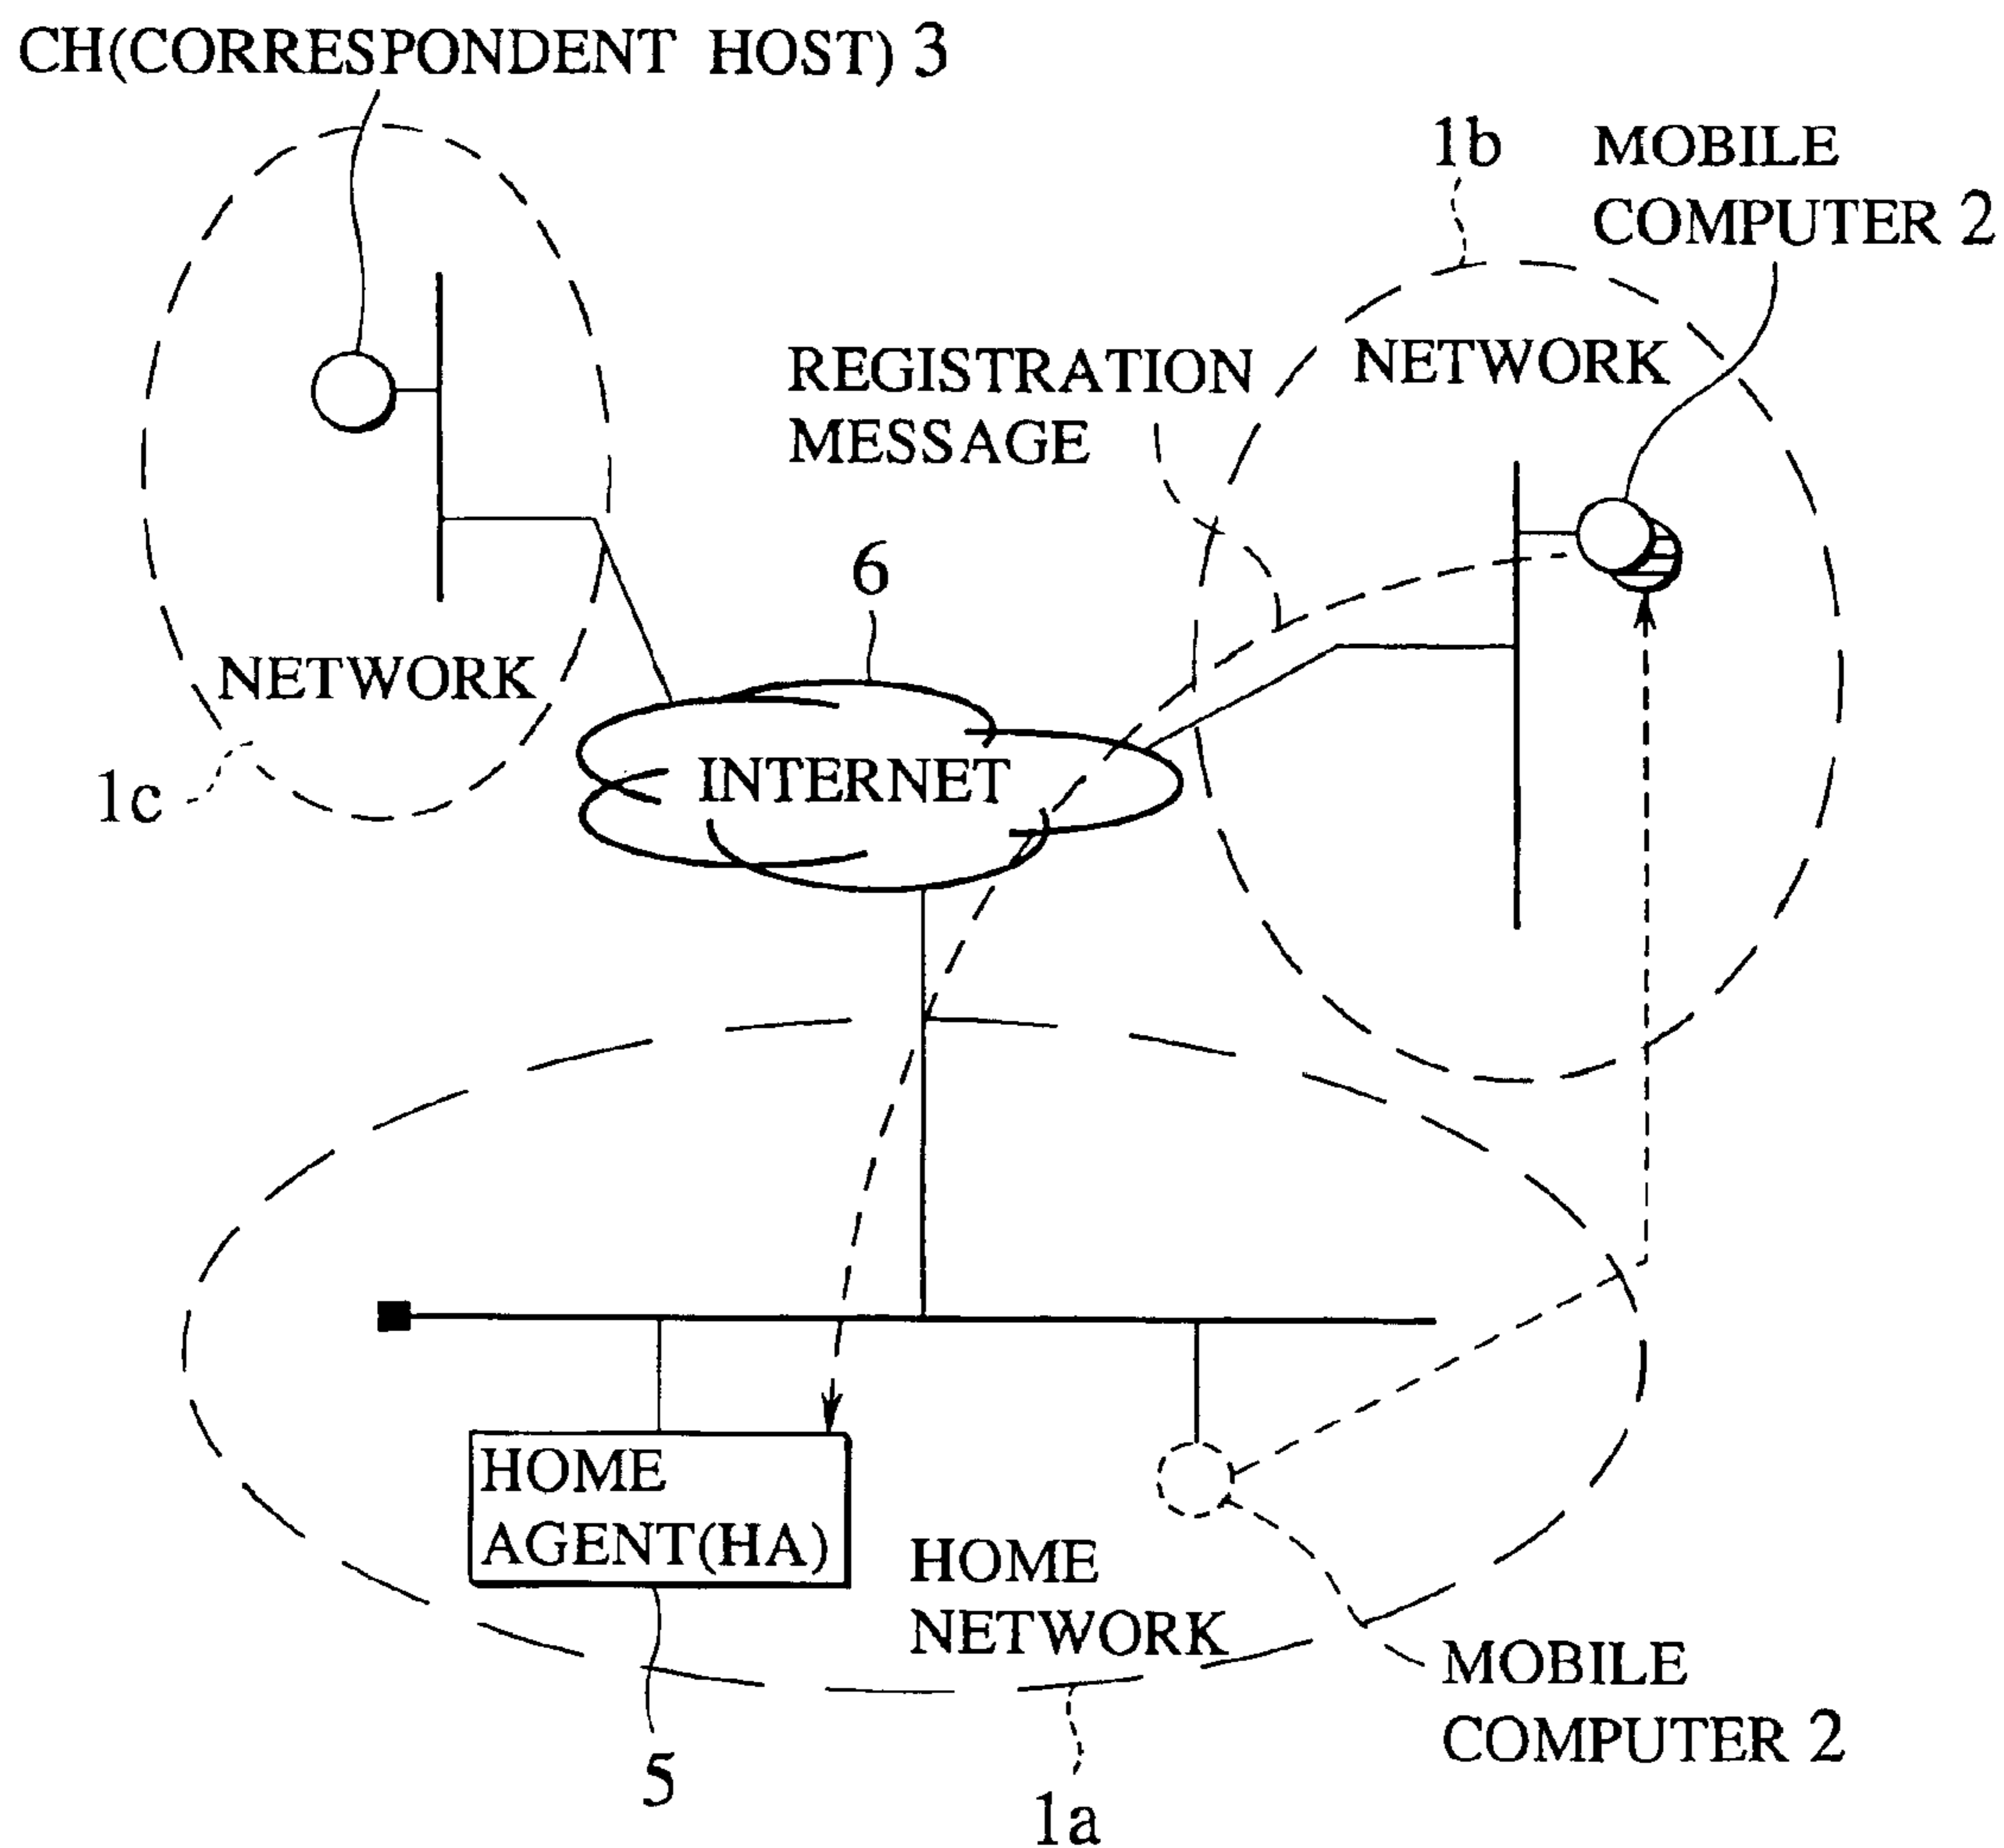 CH(CORRESPONDENT HOST) 3
1b
MOBILE
COMPUTER 2
REGISTRATION
MESSAGE
NETWORK
6
NETWORK
INTERNET
1c
HOME
AGENT(HA)
HOME
NETWORK
MOBILE
COMPUTER 2
5
1a